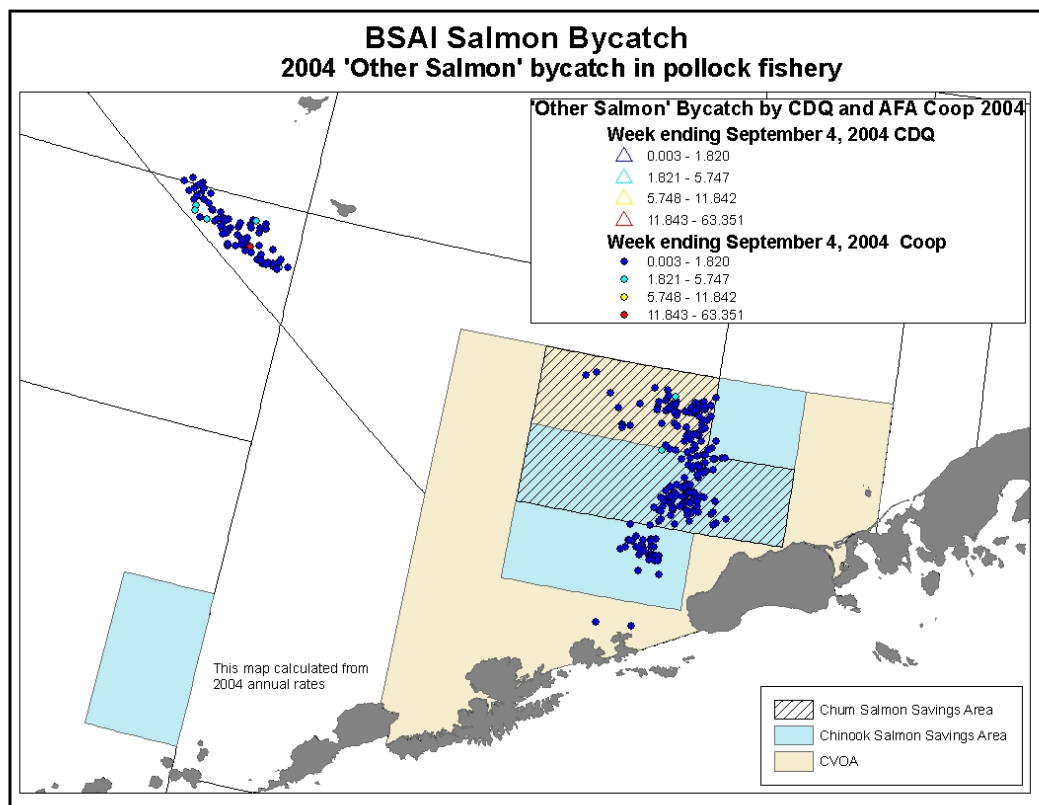 BSAI Salmon Bycatch
2004 'Other Salmon' bycatch in pollock fishery
'Other Salmon' Bycatch by CDQ and AFA Coop 2004
Week ending September 4, 2004 CDQ
0.003 - 1.820
1.821 - 5.747
5.748 - 11.842
11.843 - 63.351
Week ending September 4, 2004 Coop
0.003 - 1.820
1.821 - 5.747
5.748 - 11.842
11.843 - 63.351
This map calculated from
2004 annual rates
Chum Salmon Savings Area
Chinook Salmon Savings Area
CVOA